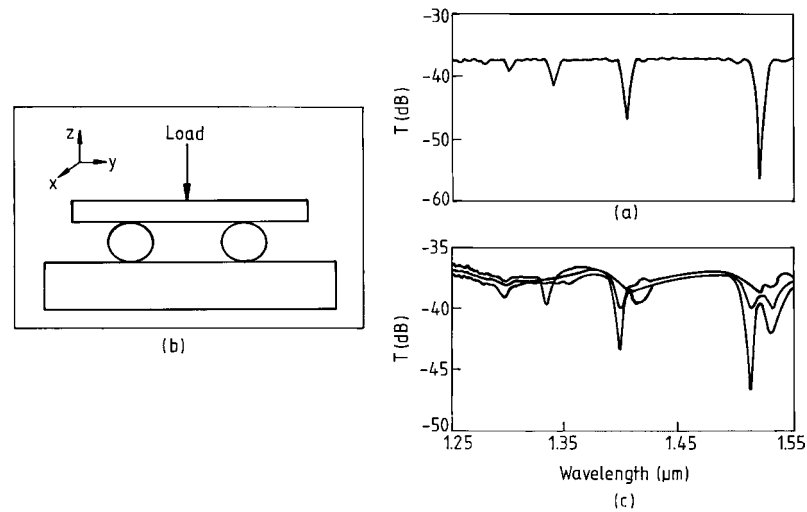 -30
-40
T (dB)
-50
-60
(a)
z
y
x
Load
(b)
-35
-40
T (dB)
-45
-50
1.25 1.35 1.45 1.55
Wavelength (μm)
(c)